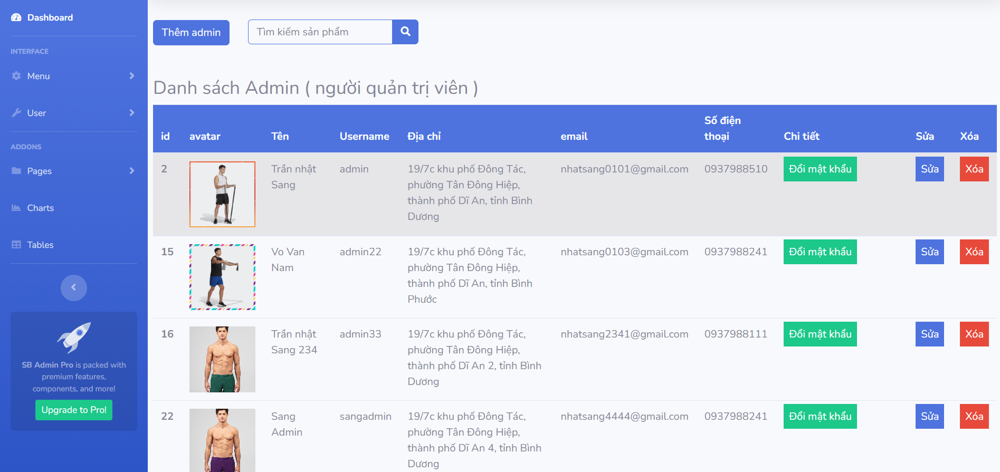 Dashboard
INTERFACE
Menu
User
ADDONS
Pages
Charts
Tables
SB Admin Pro is packed with
premium features,
components, and more!
Upgrade to Pro!
Thêm admin
Tìm kiếm sản phẩm
Danh sách Admin ( người quản trị viên )
id avatar Tên Username Địa chỉ email Số điện thoại Chi tiết Sửa Xóa
2 Trần nhật admin 19/7c khu phố Đông Tác, nhatsang0101@gmail.com 0937988510 Đổi mật khẩu Sửa Xóa
Sang phường Tân Đông Hiệp,
thành phố Dĩ An, tỉnh Bình
Dương
15 Vo Van admin22 19/7c khu phố Đông Tác, nhatsang0103@gmail.com 0937988241 Đổi mật khẩu Sửa Xóa
Nam phường Tân Đông Hiệp,
thành phố Dĩ An, tỉnh Bình
Phước
16 Trần nhật admin33 19/7c khu phố Đông Tác, nhatsang2341@gmail.com 0937988111 Đổi mật khẩu Sửa Xóa
Sang 234 phường Tân Đông Hiệp,
thành phố Dĩ An 2, tỉnh Bình
Dương
22 Sang sangadmin 19/7c khu phố Đông Tác, nhatsang4444@gmail.com 0937988241 Đổi mật khẩu Sửa Xóa
Admin phường Tân Đông Hiệp,
thành phố Dĩ An 4, tỉnh Bình
Dương